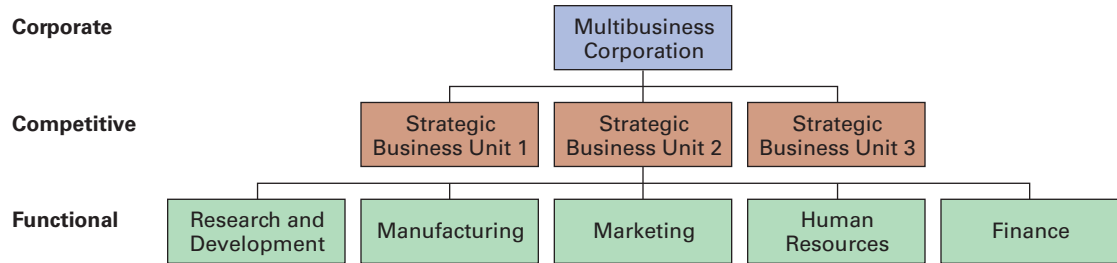 Corporate
Multibusiness
Corporation
Competitive
Strategic
Business Unit 1
Strategic
Business Unit 2
Strategic
Business Unit 3
Functional
Research and
Development
Manufacturing
Marketing
Human
Resources
Finance